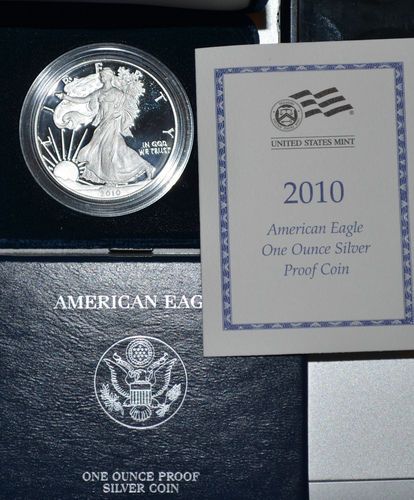 LIBERTY
IN GOD
WE TRUST
2010
UNITED STATES MINT
2010
American Eagle
One Ounce Silver
Proof Coin
AMERICAN EAG
ONE OUNCE PROOF
SILVER COIN